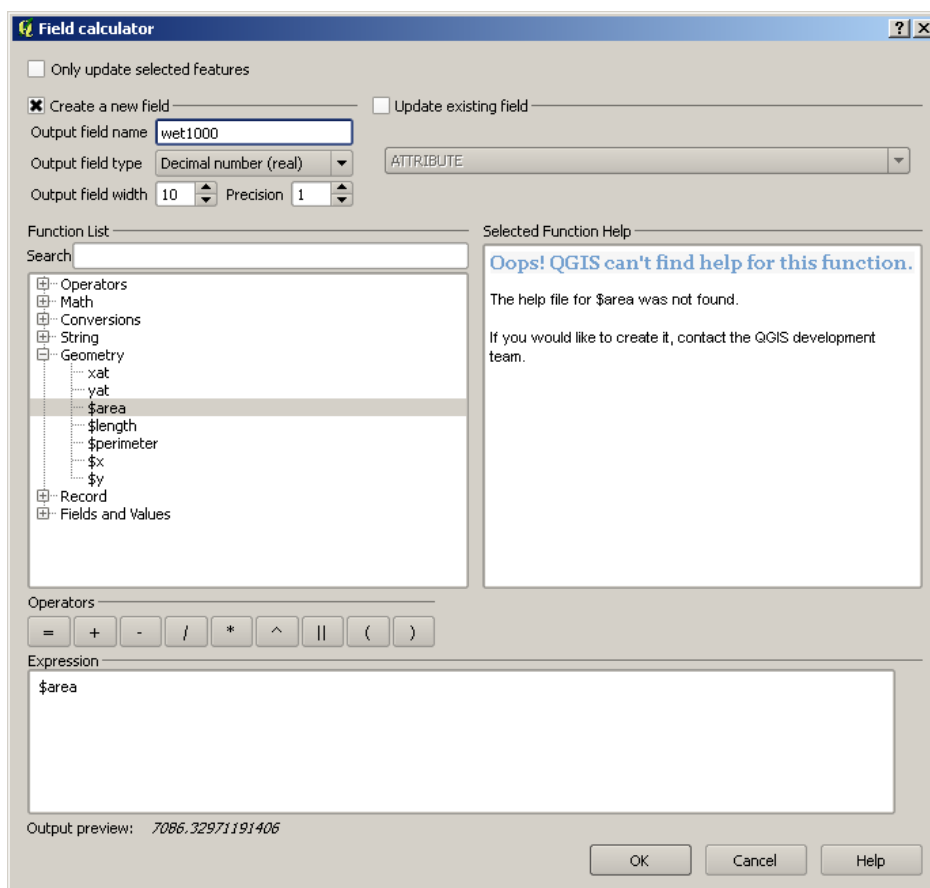 Field calculator
Only update selected features
Create a new field
Update existing field
Output field name wet1000
Output field type Decimal number (real)
ATTRIBUTE
Output field width 10 Precision 1
Function List
Selected Function Help
Search
Operators
Math
Conversions
String
Geometry
xat
yat
$area
$length
$perimeter
$x
$y
Record
Fields and Values
Oops! QGIS can't find help for this function.
The help file for $area was not found.
If you would like to create it, contact the QGIS development
team.
Operators
= + - / * ^ || ( )
Expression
$area
Output preview: 7086.32971191406
OK Cancel Help